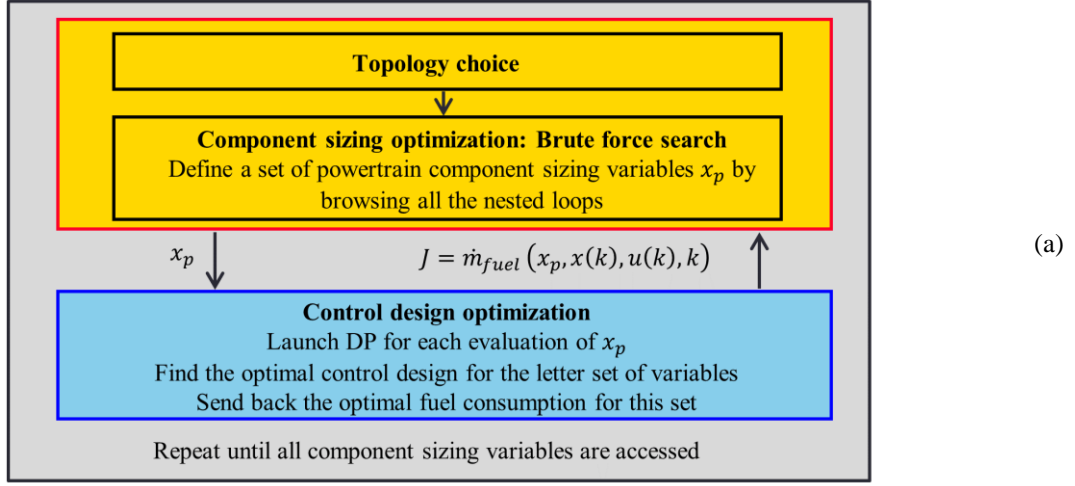 Topology choice
Component sizing optimization: Brute force search
Define a set of powertrain component sizing variables $x_p$ by
browsing all the nested loops
$x_p$
$J = \dot{m}_{fuel}(x_p, x(k), u(k), k)$
(a)
Control design optimization
Launch DP for each evaluation of $x_p$
Find the optimal control design for the letter set of variables
Send back the optimal fuel consumption for this set
Repeat until all component sizing variables are accessed